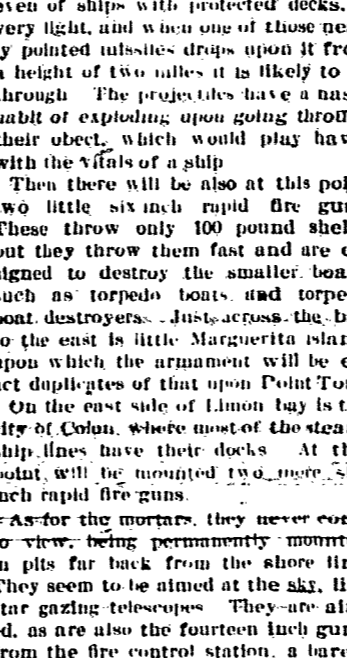 even of ships with protected decks.
very light, and when one of those ne
y pointed missiles drops upon it fr
a height of two miles it is likely to
through The projectiles have a nas
habit of exploding upon going throu
their obect, which would play hav
with the vitals of a ship
Then there will be also at this poi
two little six inch rapid fire gun
These throw only 100 pound shel
but they throw them fast and are d
signed to destroy the smaller boa
such as torpedo boats and torpe
boat destroyers. Just across the b
to the east is little Marguerita islan
upon which the armament will be e
act duplicates of that upon Point To
On the east side of Limon bay is t
city of Colon, where most of the stea
ship lines have their docks At th
point will be mounted two more s
inch rapid fire guns.
As for the mortars, they never com
to view, being permanently mount
in pits far back from the shore lin
They seem to be aimed at the sky, li
star gazing telescopes They are ai
ed, as are also the fourteen inch gun
from the fire control station, a bare